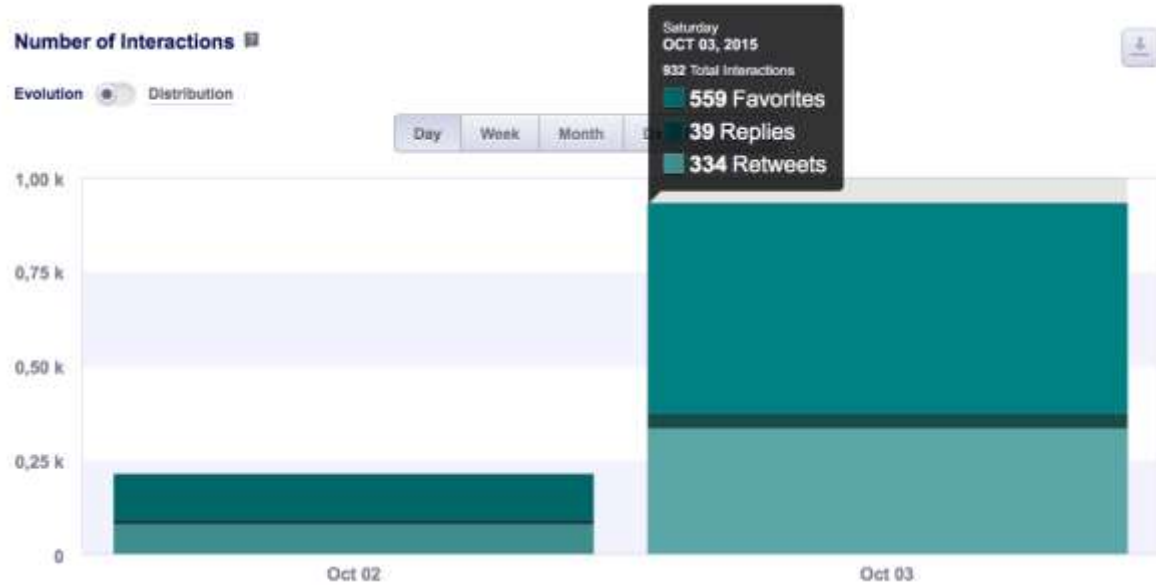 Number of Interactions
Evolution Distribution
Day Week Month
Saturday
OCT 03, 2015
932 Total Interactions
559 Favorites
39 Replies
334 Retweets
1,00 k
0,75 k
0,50 k
0,25 k
0
Oct 02 Oct 03